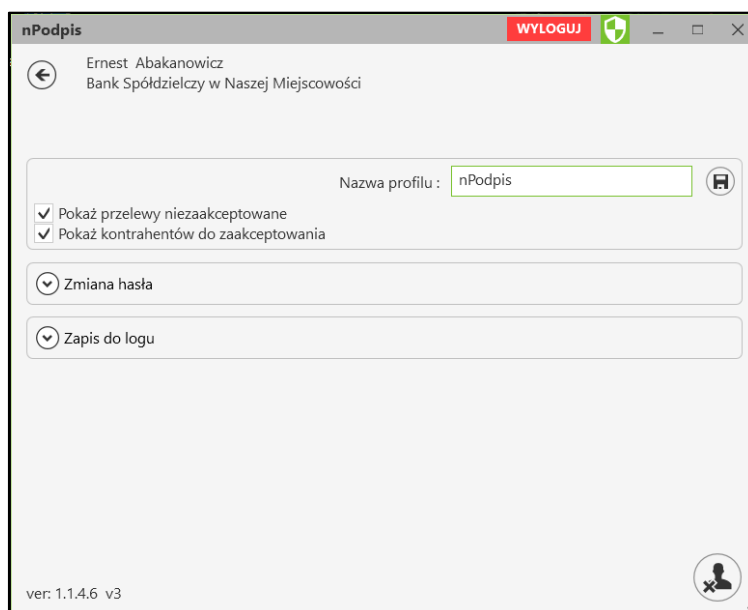 nPodpis WYLOGUJ
Ernest Abakanowicz
Bank Spółdzielczy w Naszej Miejscowości
Nazwa profilu : nPodpis
Pokaż przelewy niezaakceptowane
Pokaż kontrahentów do zaakceptowania
Zmiana hasła
Zapis do logu
ver: 1.1.4.6 v3